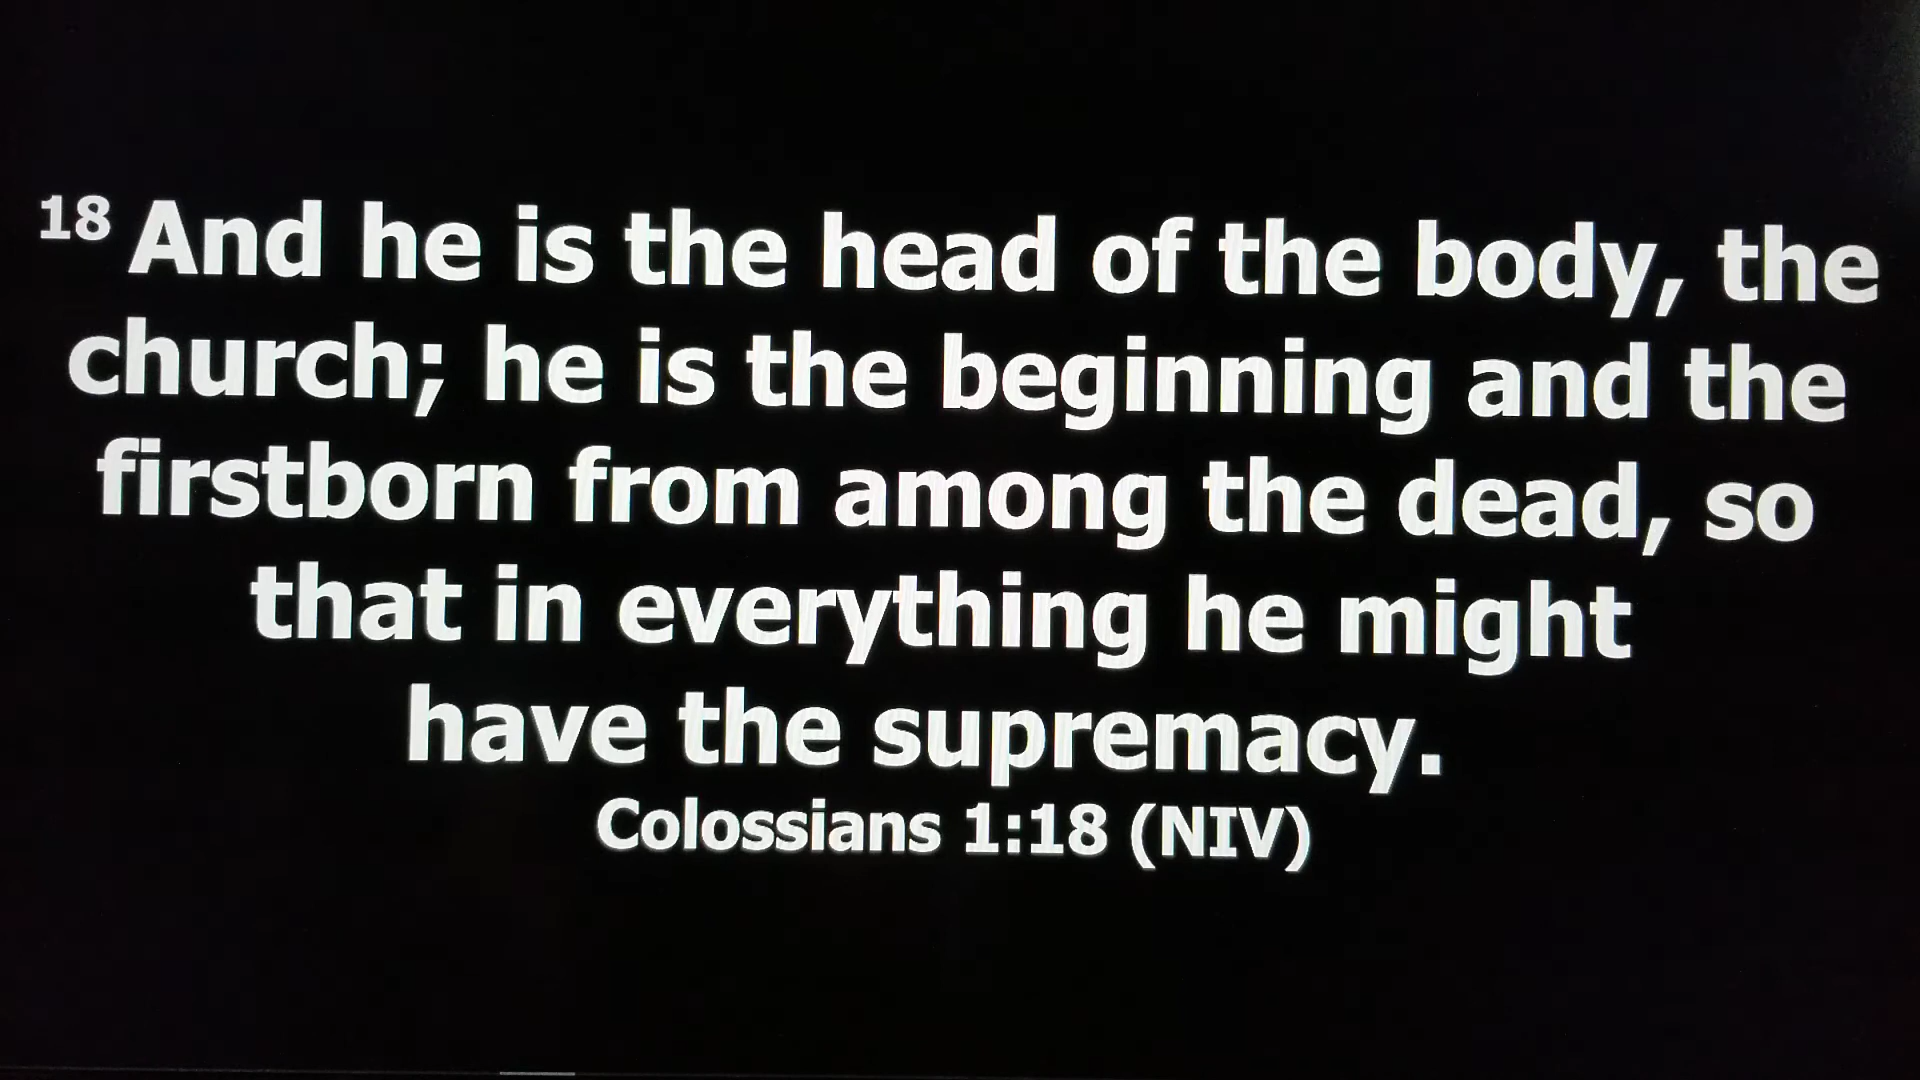 18 And he is the head of the body, the
church; he is the beginning and the
firstborn from among the dead, so
that in everything he might
have the supremacy.
Colossians 1:18 (NIV)